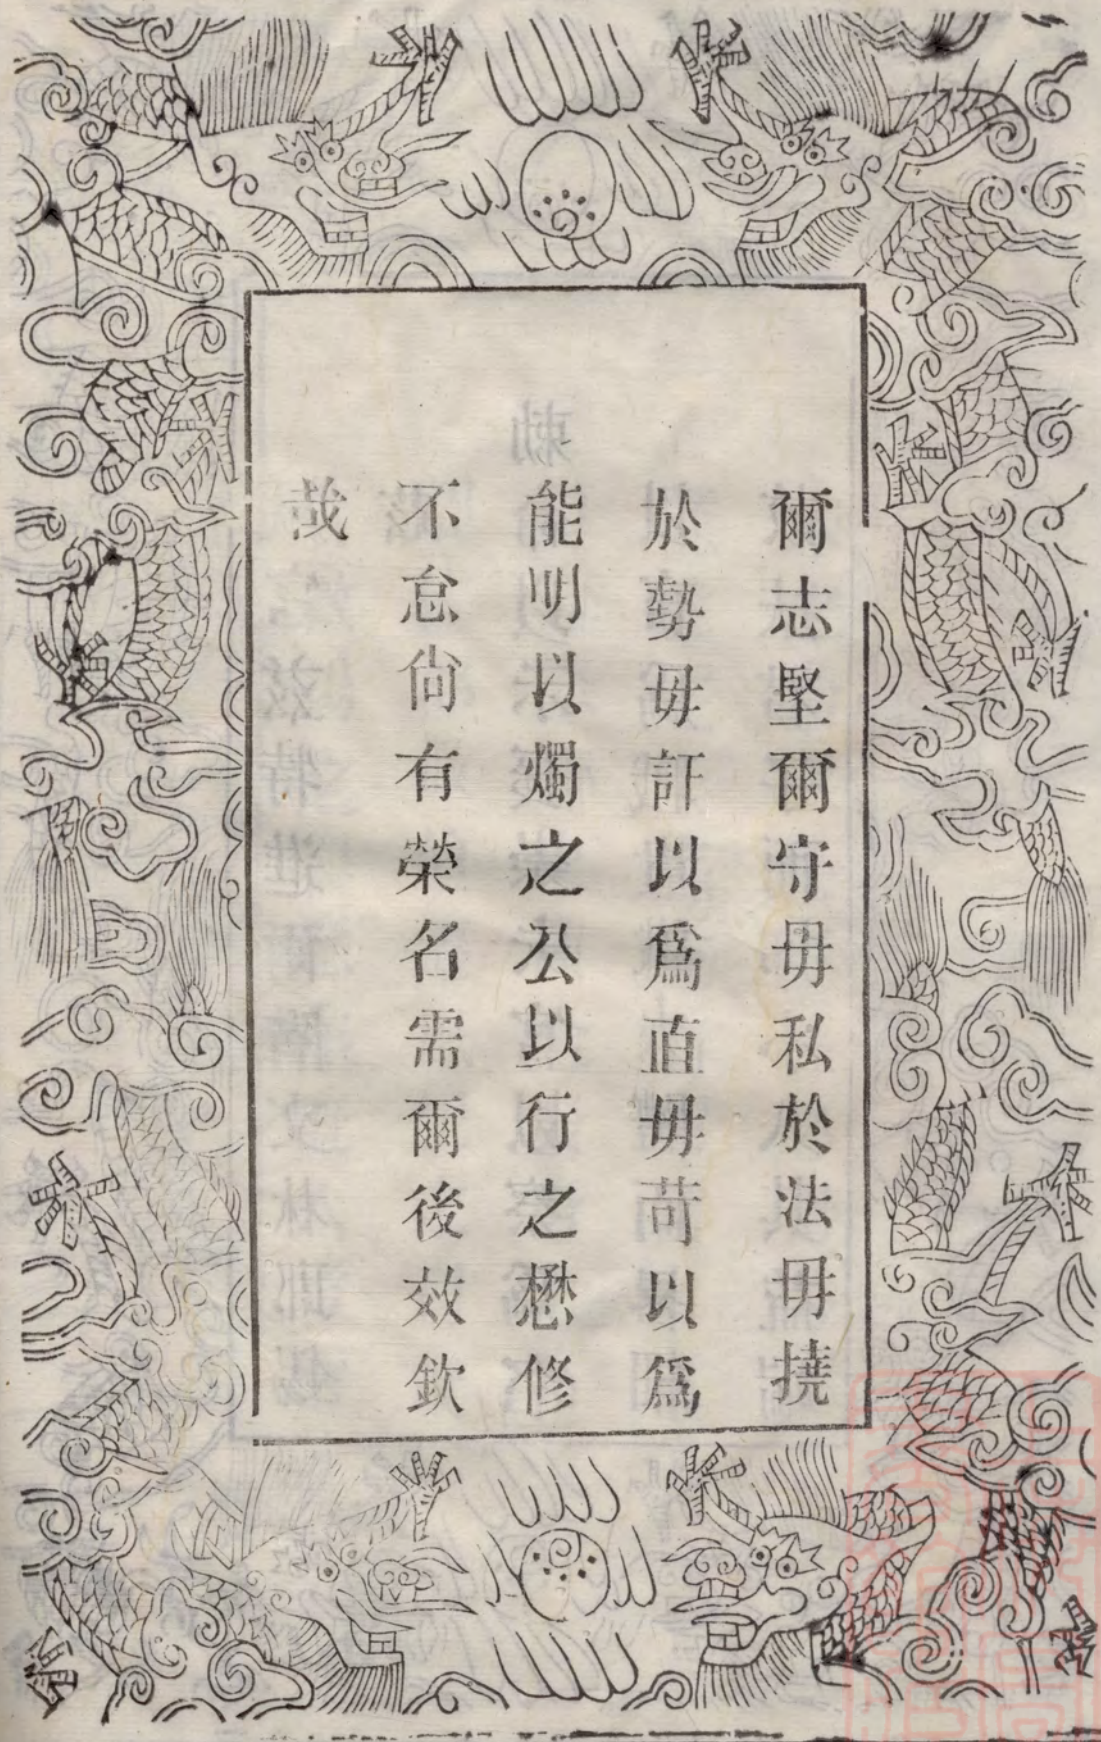 爾志堅爾守毋私於法毋撓
於勢毋訐以爲直毋苛以爲
能明以燭之公以行之懋修
不怠尙有榮名需爾後效欽
哉